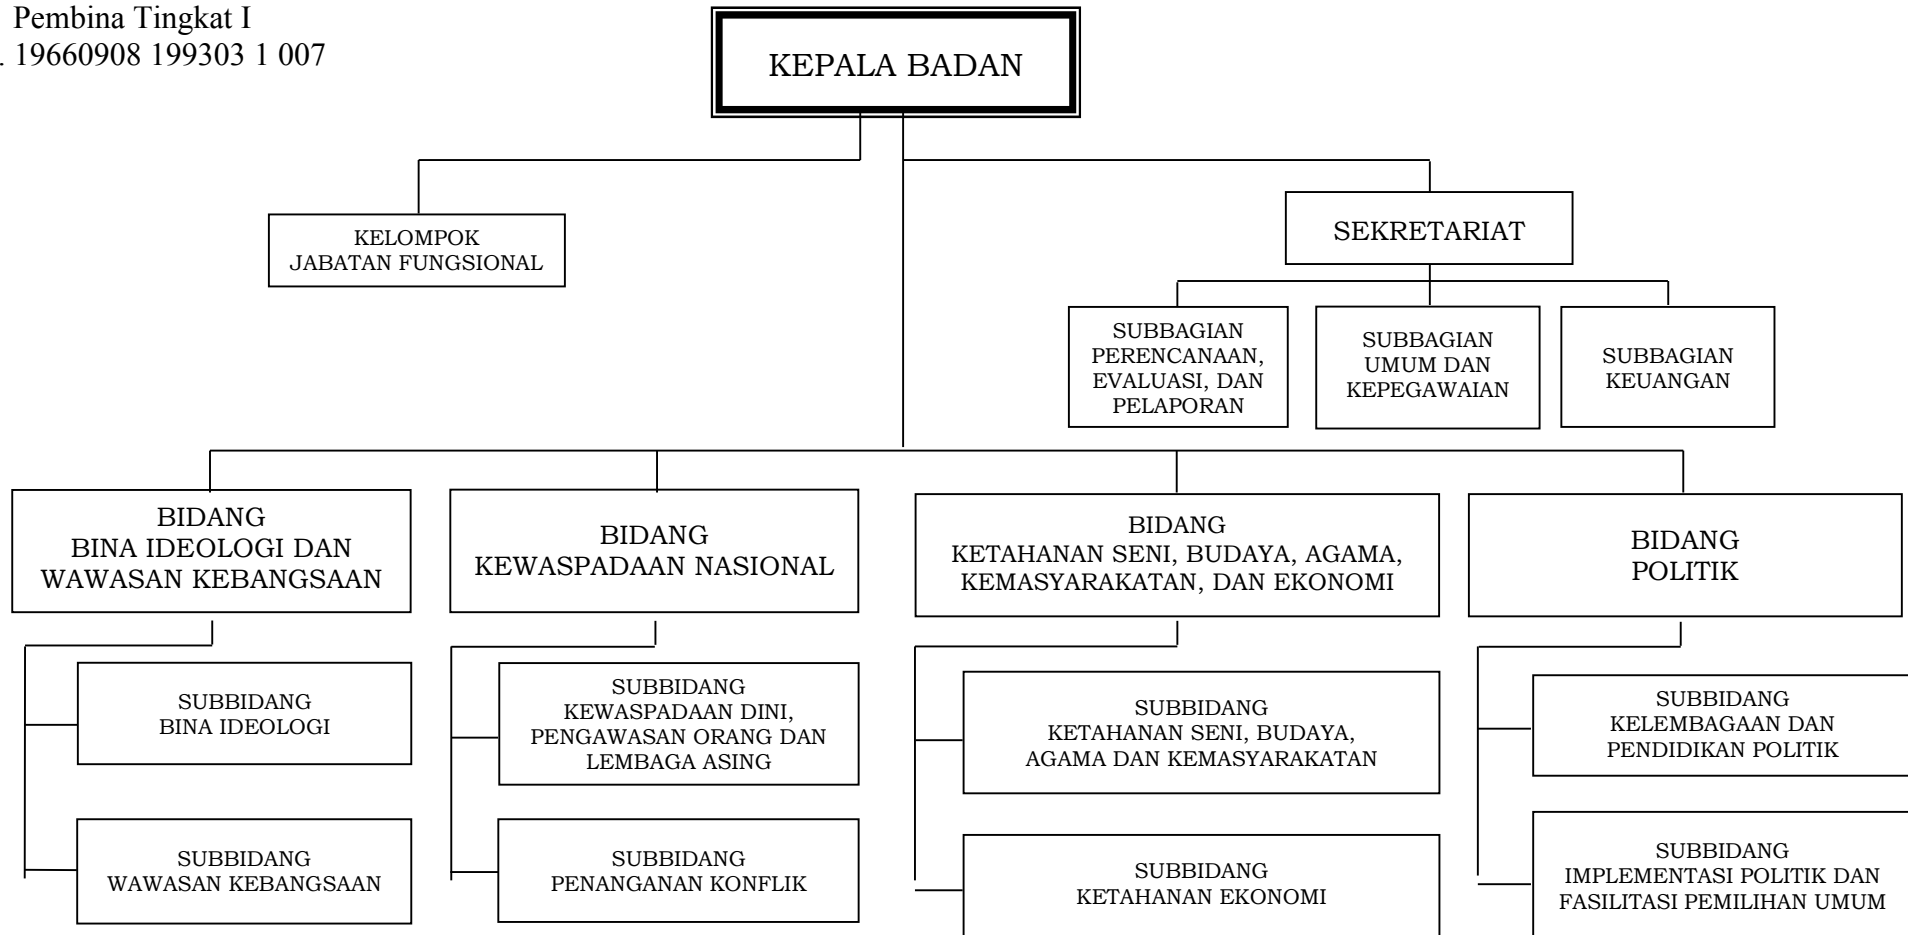 Pembina Tingkat I
. 19660908 199303 1 007
KEPALA BADAN
KELOMPOK
JABATAN FUNGSIONAL
SEKRETARIAT
SUBBAGIAN
PERENCANAAN,
EVALUASI, DAN
PELAPORAN
SUBBAGIAN
UMUM DAN
KEPEGAWAIAN
SUBBAGIAN
KEUANGAN
BIDANG
BINA IDEOLOGI DAN
WAWASAN KEBANGSAAN
BIDANG
KEWASPADAAN NASIONAL
BIDANG
KETAHANAN SENI, BUDAYA, AGAMA,
KEMASYARAKATAN, DAN EKONOMI
BIDANG
POLITIK
SUBBIDANG
BINA IDEOLOGI
SUBBIDANG
KEWASPADAAN DINI,
PENGAWASAN ORANG DAN
LEMBAGA ASING
SUBBIDANG
KETAHANAN SENI, BUDAYA,
AGAMA DAN KEMASYARAKATAN
SUBBIDANG
KELEMBAGAAN DAN
PENDIDIKAN POLITIK
SUBBIDANG
WAWASAN KEBANGSAAN
SUBBIDANG
PENANGANAN KONFLIK
SUBBIDANG
KETAHANAN EKONOMI
SUBBIDANG
IMPLEMENTASI POLITIK DAN
FASILITASI PEMILIHAN UMUM